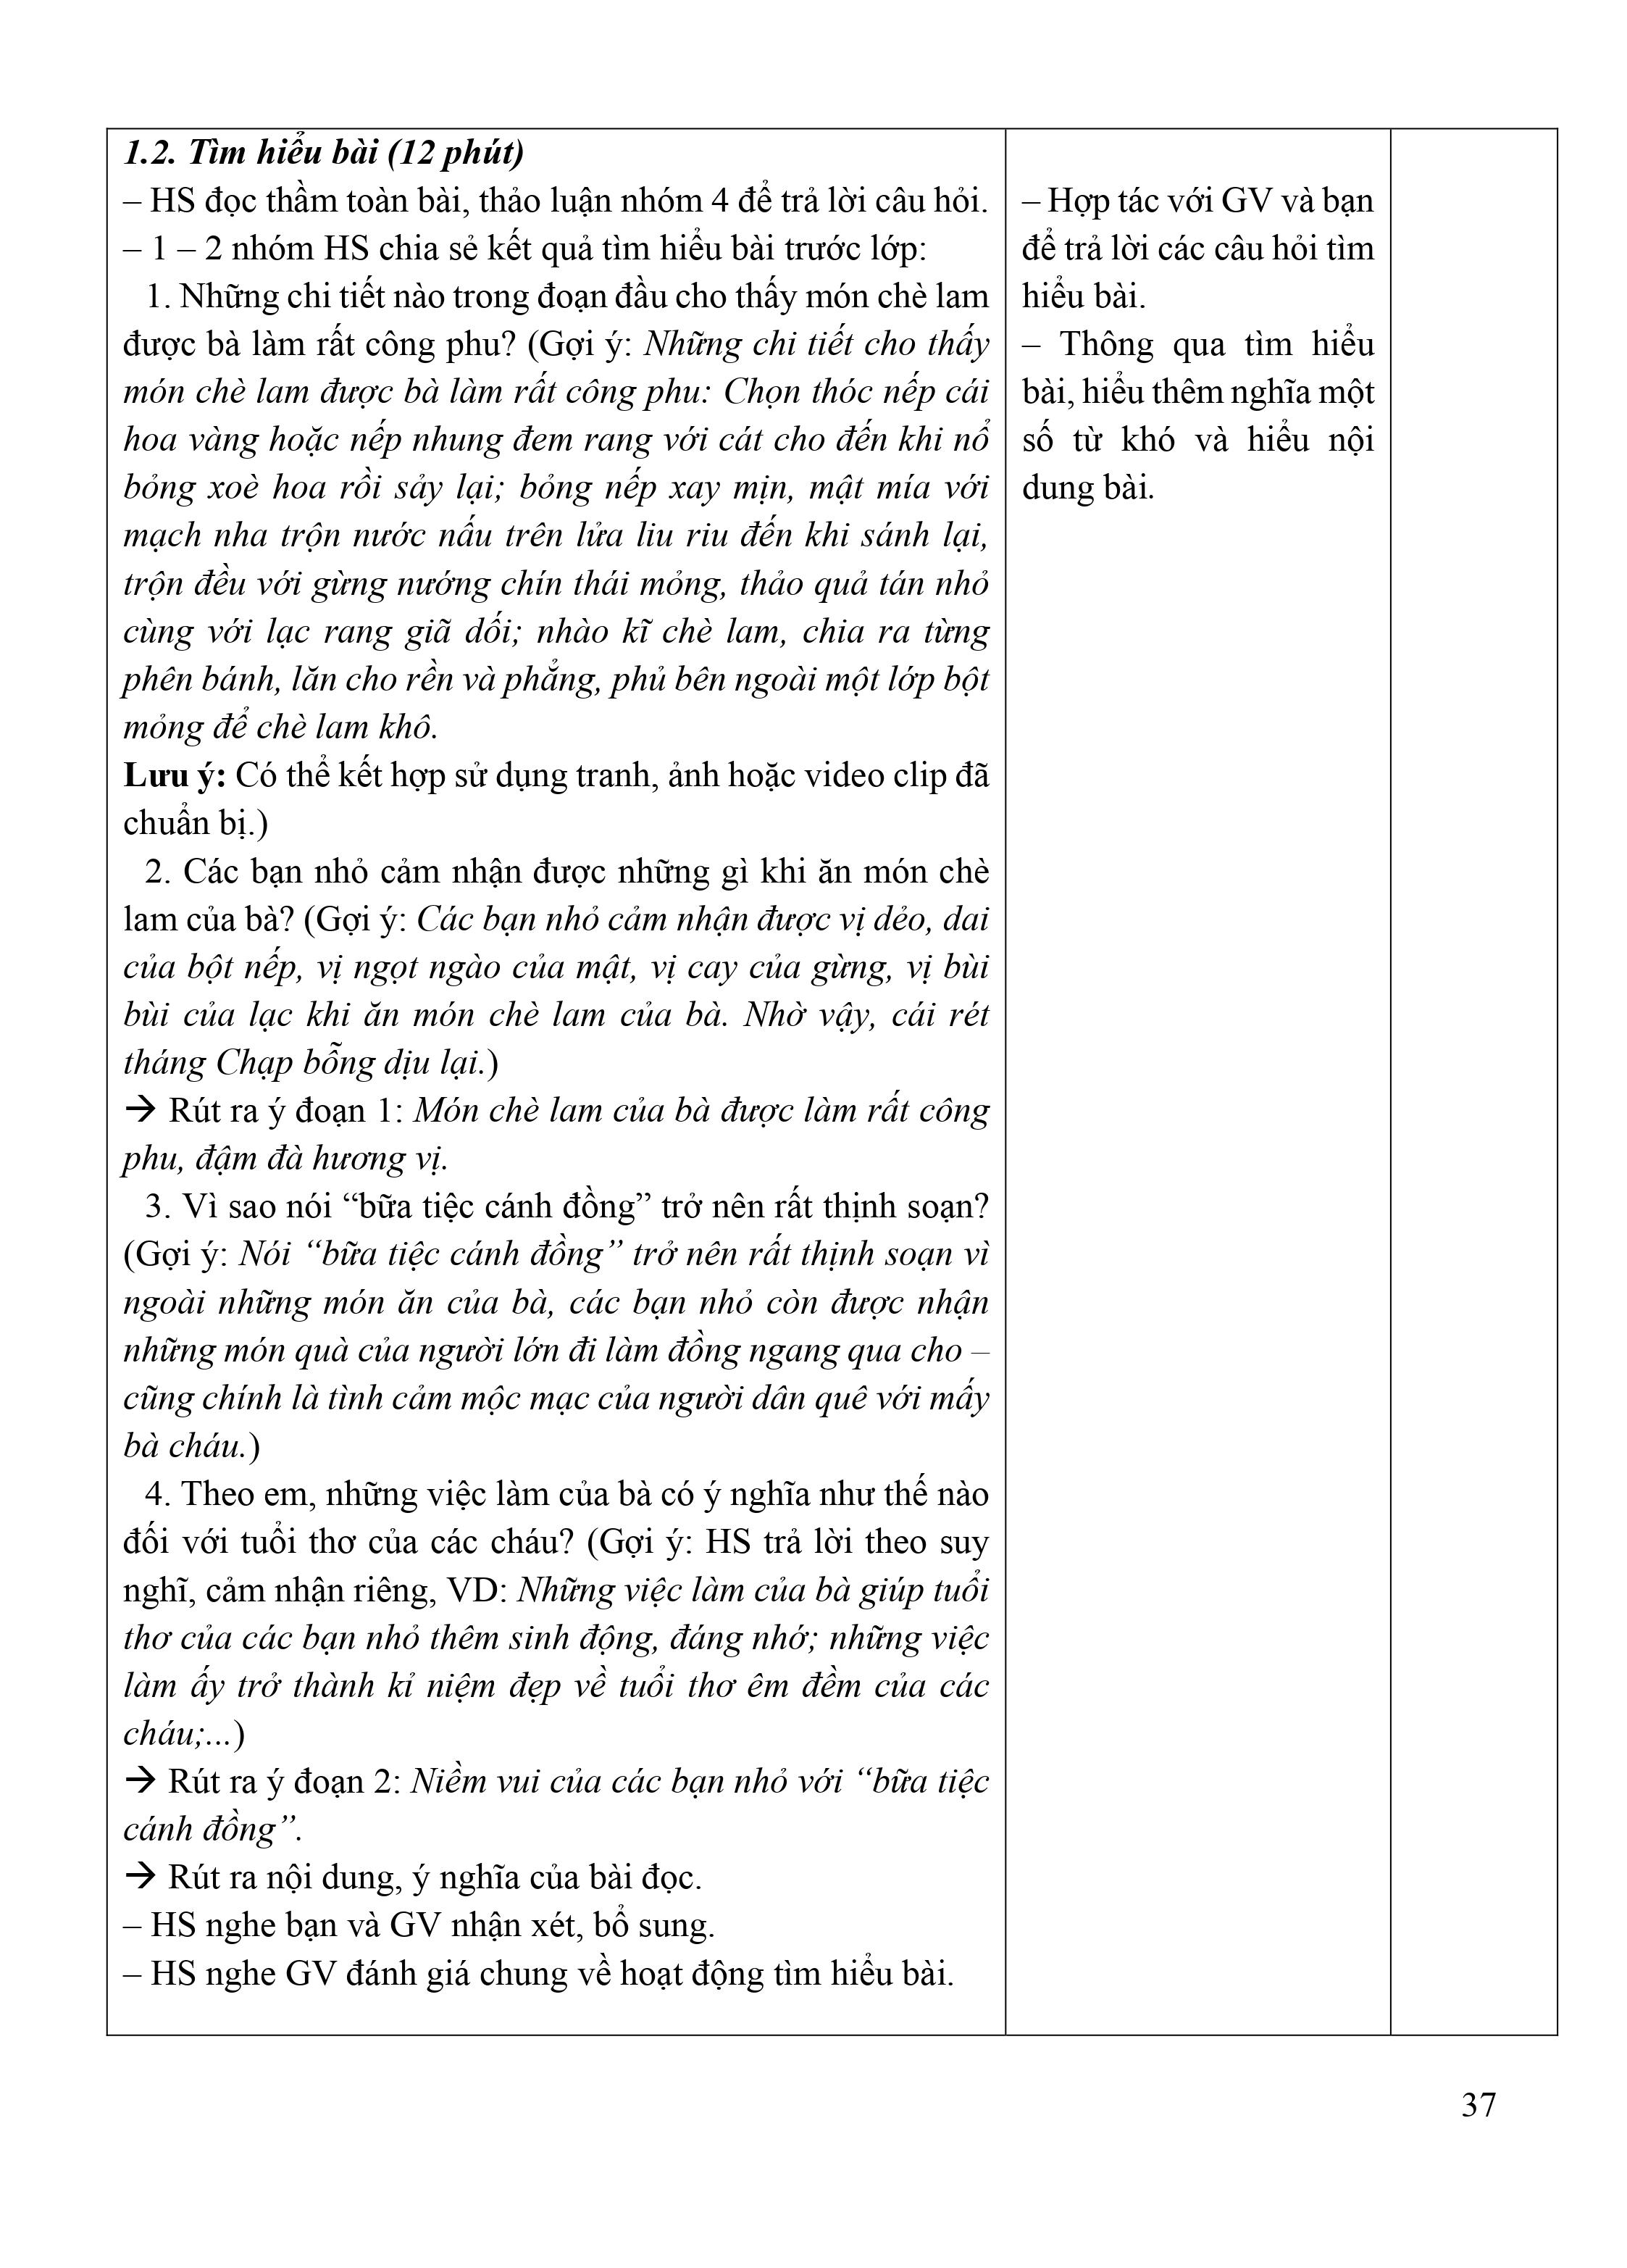 1.2. Tìm hiểu bài (12 phút)
– HS đọc thầm toàn bài, thảo luận nhóm 4 để trả lời câu hỏi.
– 1 – 2 nhóm HS chia sẻ kết quả tìm hiểu bài trước lớp:
1. Những chi tiết nào trong đoạn đầu cho thấy món chè lam
được bà làm rất công phu? (Gợi ý: Những chi tiết cho thấy
món chè lam được bà làm rất công phu: Chọn thóc nếp cái
hoa vàng hoặc nếp nhung đem rang với cát cho đến khi nổ
bỏng xoè hoa rồi sảy lại; bỏng nếp xay mịn, mật mía với
mạch nha trộn nước nấu trên lửa liu riu đến khi sánh lại,
trộn đều với gừng nướng chín thái mỏng, thảo quả tán nhỏ
cùng với lạc rang giã dối; nhào kĩ chè lam, chia ra từng
phên bánh, lăn cho rền và phẳng, phủ bên ngoài một lớp bột
mỏng để chè lam khô.
Lưu ý: Có thể kết hợp sử dụng tranh, ảnh hoặc video clip đã
chuẩn bị.)
2. Các bạn nhỏ cảm nhận được những gì khi ăn món chè
lam của bà? (Gợi ý: Các bạn nhỏ cảm nhận được vị dẻo, dai
của bột nếp, vị ngọt ngào của mật, vị cay của gừng, vị bùi
bùi của lạc khi ăn món chè lam của bà. Nhờ vậy, cái rét
tháng Chạp bỗng dịu lại.)
→ Rút ra ý đoạn 1: Món chè lam của bà được làm rất công
phu, đậm đà hương vị.
3. Vì sao nói “bữa tiệc cánh đồng” trở nên rất thịnh soạn?
(Gợi ý: Nói “bữa tiệc cánh đồng” trở nên rất thịnh soạn vì
ngoài những món ăn của bà, các bạn nhỏ còn được nhận
những món quà của người lớn đi làm đồng ngang qua cho –
cũng chính là tình cảm mộc mạc của người dân quê với mấy
bà cháu.)
4. Theo em, những việc làm của bà có ý nghĩa như thế nào
đối với tuổi thơ của các cháu? (Gợi ý: HS trả lời theo suy
nghĩ, cảm nhận riêng, VD: Những việc làm của bà giúp tuổi
thơ của các bạn nhỏ thêm sinh động, đáng nhớ; những việc
làm ấy trở thành kỉ niệm đẹp về tuổi thơ êm đềm của các
cháu;...)
→ Rút ra ý đoạn 2: Niềm vui của các bạn nhỏ với “bữa tiệc
cánh đồng”.
→ Rút ra nội dung, ý nghĩa của bài đọc.
– HS nghe bạn và GV nhận xét, bổ sung.
– HS nghe GV đánh giá chung về hoạt động tìm hiểu bài.
– Hợp tác với GV và bạn
để trả lời các câu hỏi tìm
hiểu bài.
– Thông qua tìm hiểu
bài, hiểu thêm nghĩa một
số từ khó và hiểu nội
dung bài.
37